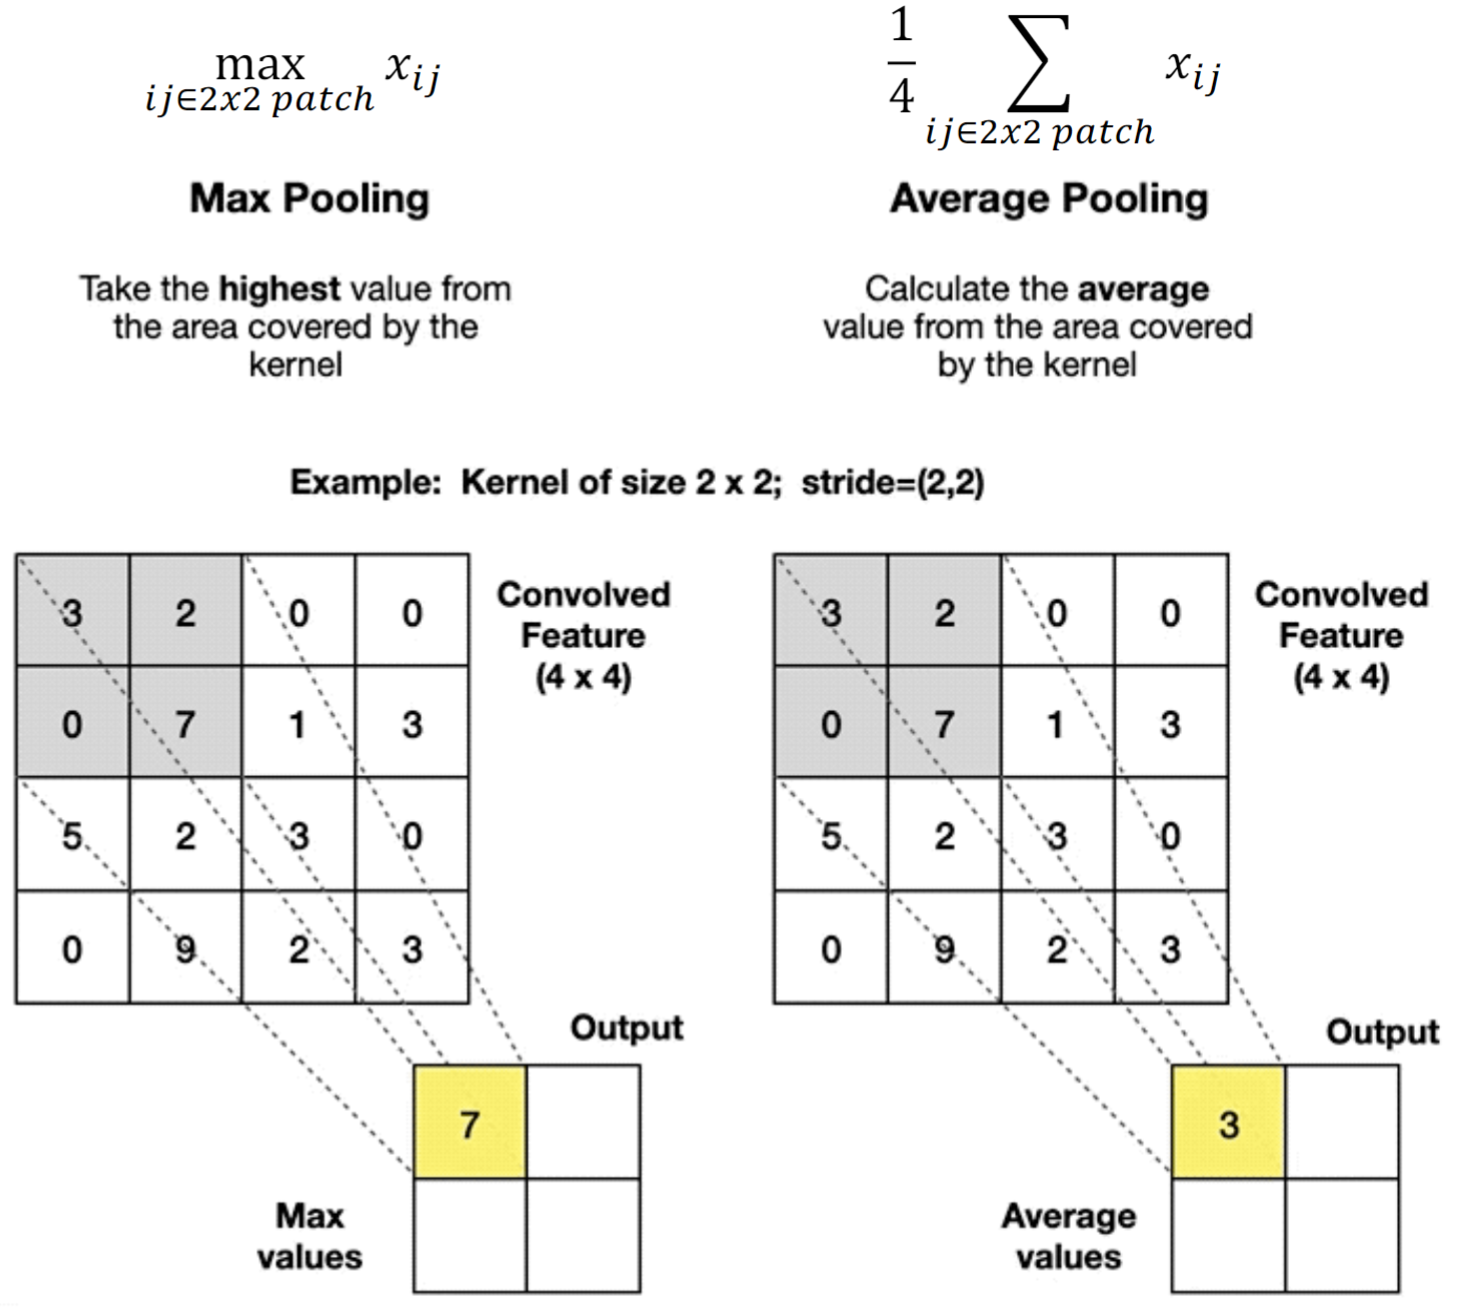 max x_{ij}
ij∈2x2 patch
1/4 ∑ x_{ij}
ij∈2x2 patch
Max Pooling
Take the highest value from
the area covered by the
kernel
Average Pooling
Calculate the average
value from the area covered
by the kernel
Example: Kernel of size 2 x 2; stride=(2,2)
3 2 0 0
0 7 1 3
5 2 3 0
0 9 2 3
Convolved
Feature
(4 x 4)
Output
7
Max
values
3 2 0 0
0 7 1 3
5 2 3 0
0 9 2 3
Convolved
Feature
(4 x 4)
Output
3
Average
values